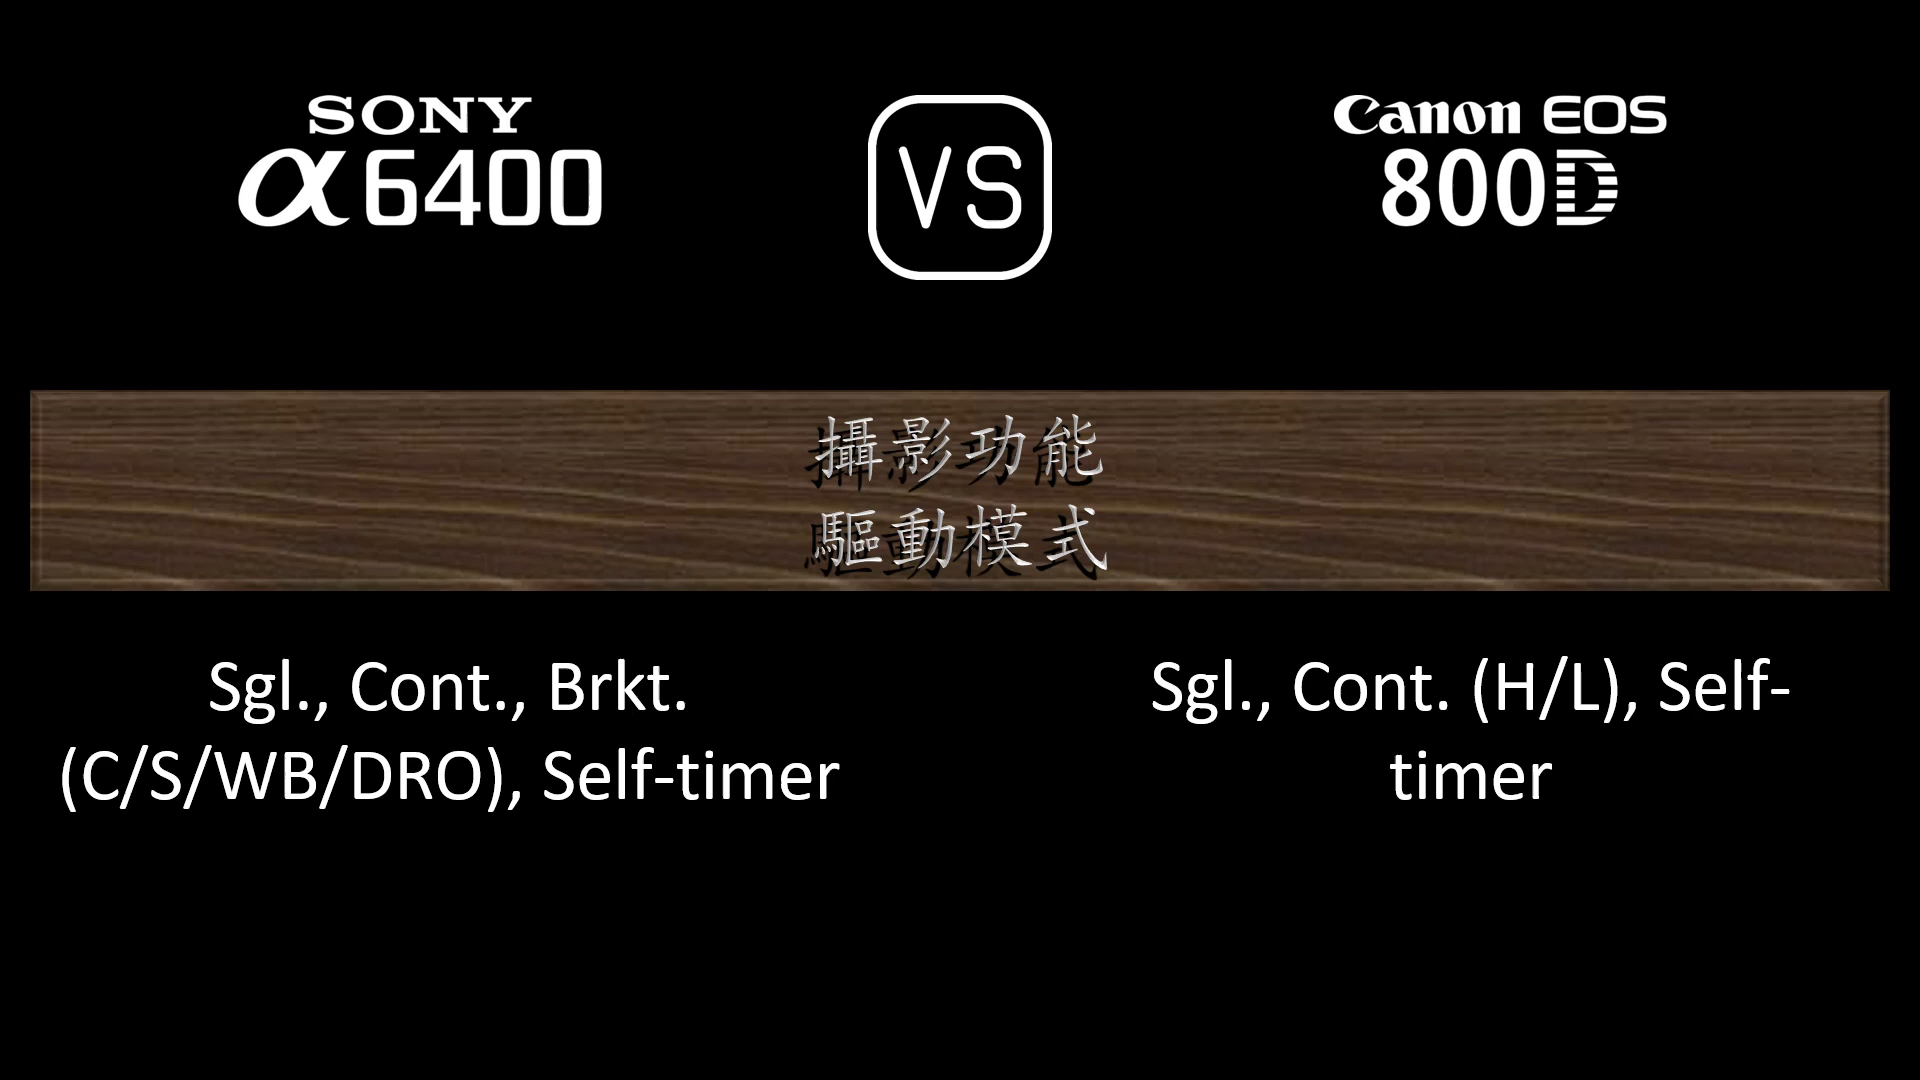 SONY
α6400
VS
Canon EOS
800D
攝影功能
驅動模式
Sgl., Cont., Brkt.
(C/S/WB/DRO), Self-timer
Sgl., Cont. (H/L), Self-
timer